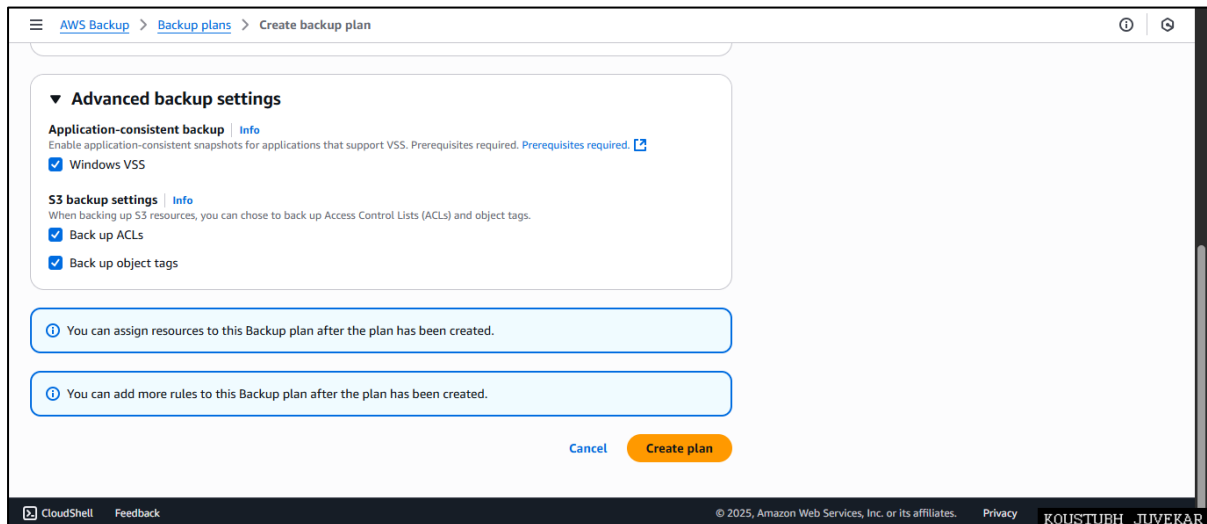 AWS Backup > Backup plans > Create backup plan
Advanced backup settings
Application-consistent backup | Info
Enable application-consistent snapshots for applications that support VSS. Prerequisites required. Prerequisites required.
Windows VSS
S3 backup settings | Info
When backing up S3 resources, you can chose to back up Access Control Lists (ACLs) and object tags.
Back up ACLs
Back up object tags
You can assign resources to this Backup plan after the plan has been created.
You can add more rules to this Backup plan after the plan has been created.
Cancel Create plan
CloudShell Feedback © 2025, Amazon Web Services, Inc. or its affiliates. Privacy KOUSTUBH JUVEKAR